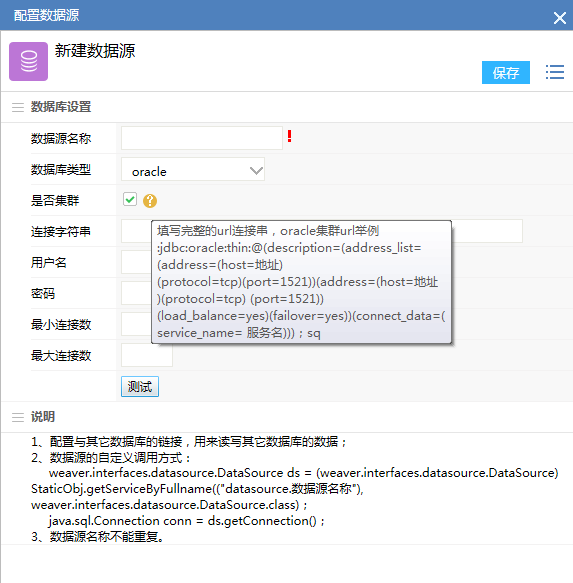 配置数据源
新建数据源
保存
数据库设置
数据源名称
!
数据库类型
oracle
是否集群
?
连接字符串
填写完整的url连接串，oracle集群url举例
:jdbc:oracle:thin:@(description=(address_list=
(address=(host=地址)
(protocol=tcp)(port=1521))(address=(host=地址
)(protocol=tcp) (port=1521))
(load_balance=yes)(failover=yes))(connect_data=(
service_name= 服务名)))；sq
用户名
密码
最小连接数
最大连接数
测试
说明
1、配置与其它数据库的链接，用来读写其它数据库的数据；
2、数据源的自定义调用方式：
weaver.interfaces.datasource.DataSource ds = (weaver.interfaces.datasource.DataSource)
StaticObj.getServiceByFullname(("datasource.数据源名称"),
weaver.interfaces.datasource.DataSource.class)；
java.sql.Connection conn = ds.getConnection()；
3、数据源名称不能重复。